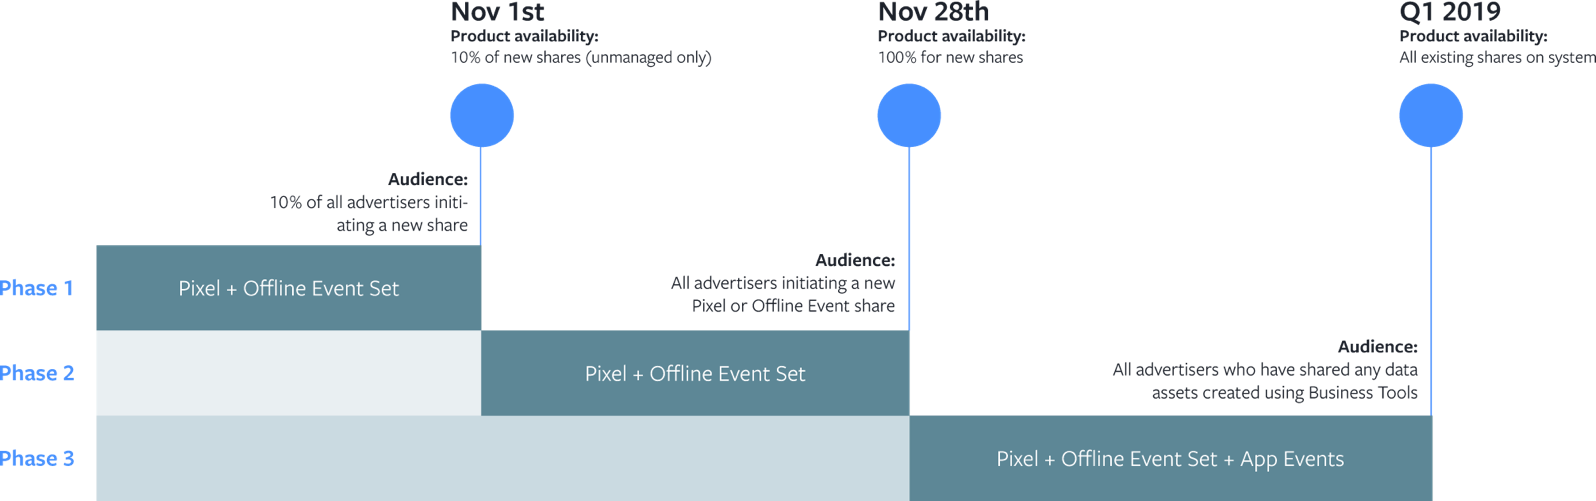 Nov 1st
Product availability:
10% of new shares (unmanaged only)
Nov 28th
Product availability:
100% for new shares
Q1 2019
Product availability:
All existing shares on system
Audience:
10% of all advertisers initi-
ating a new share
Audience:
All advertisers initiating a new
Pixel or Offline Event share
Audience:
All advertisers who have shared any data
assets created using Business Tools
Phase 1
Pixel + Offline Event Set
Phase 2
Pixel + Offline Event Set
Phase 3
Pixel + Offline Event Set + App Events